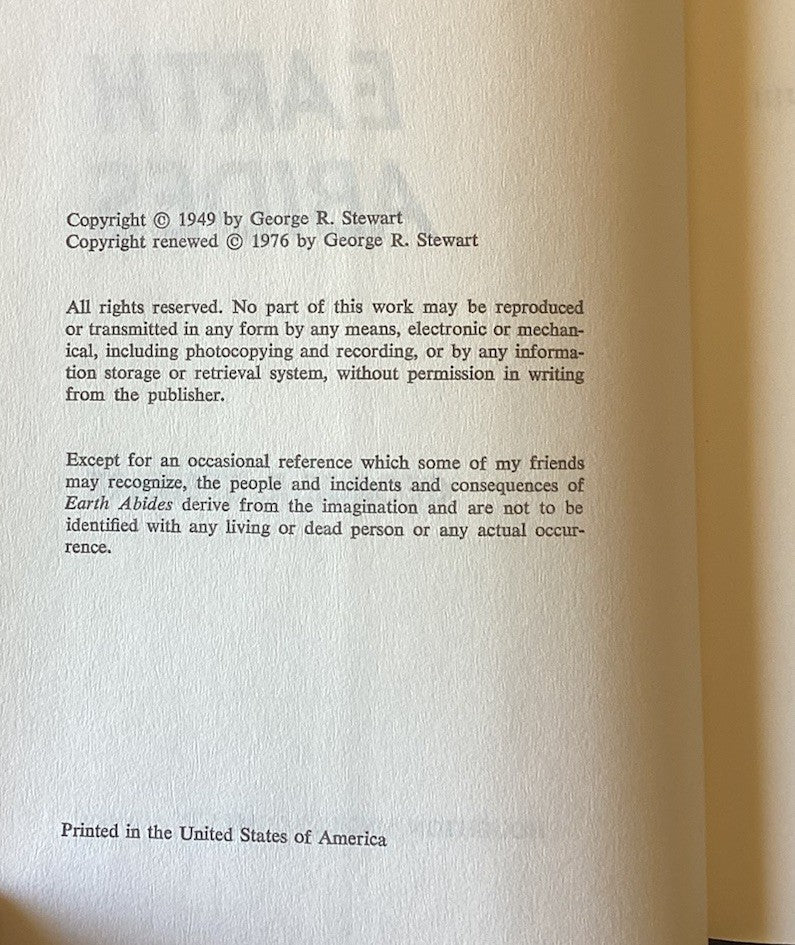 Copyright © 1949 by George R. Stewart
Copyright renewed © 1976 by George R. Stewart
All rights reserved. No part of this work may be reproduced
or transmitted in any form by any means, electronic or mechan-
ical, including photocopying and recording, or by any informa-
tion storage or retrieval system, without permission in writing
from the publisher.
Except for an occasional reference which some of my friends
may recognize, the people and incidents and consequences of
Earth Abides derive from the imagination and are not to be
identified with any living or dead person or any actual occur-
rence.
Printed in the United States of America